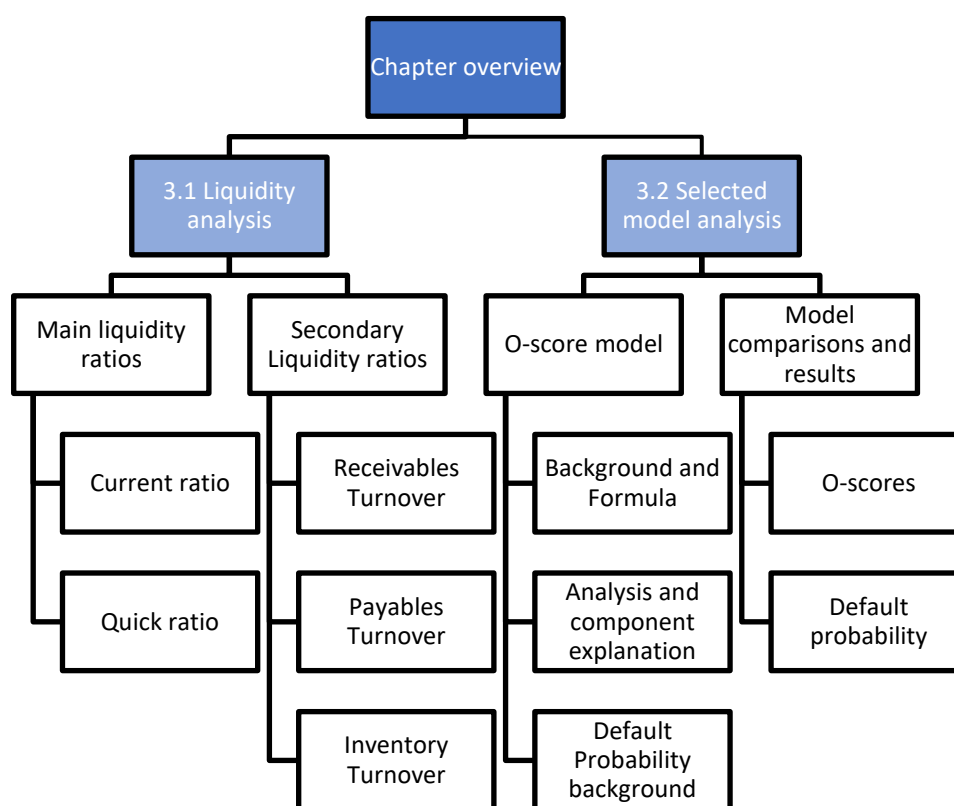 Chapter overview
3.1 Liquidity
analysis
3.2 Selected
model analysis
Main liquidity
ratios
Secondary
Liquidity ratios
O-score model
Model
comparisons and
results
Current ratio
Receivables
Turnover
Background and
Formula
O-scores
Quick ratio
Payables
Turnover
Analysis and
component
explanation
Default
probability
Inventory
Turnover
Default
Probability
background